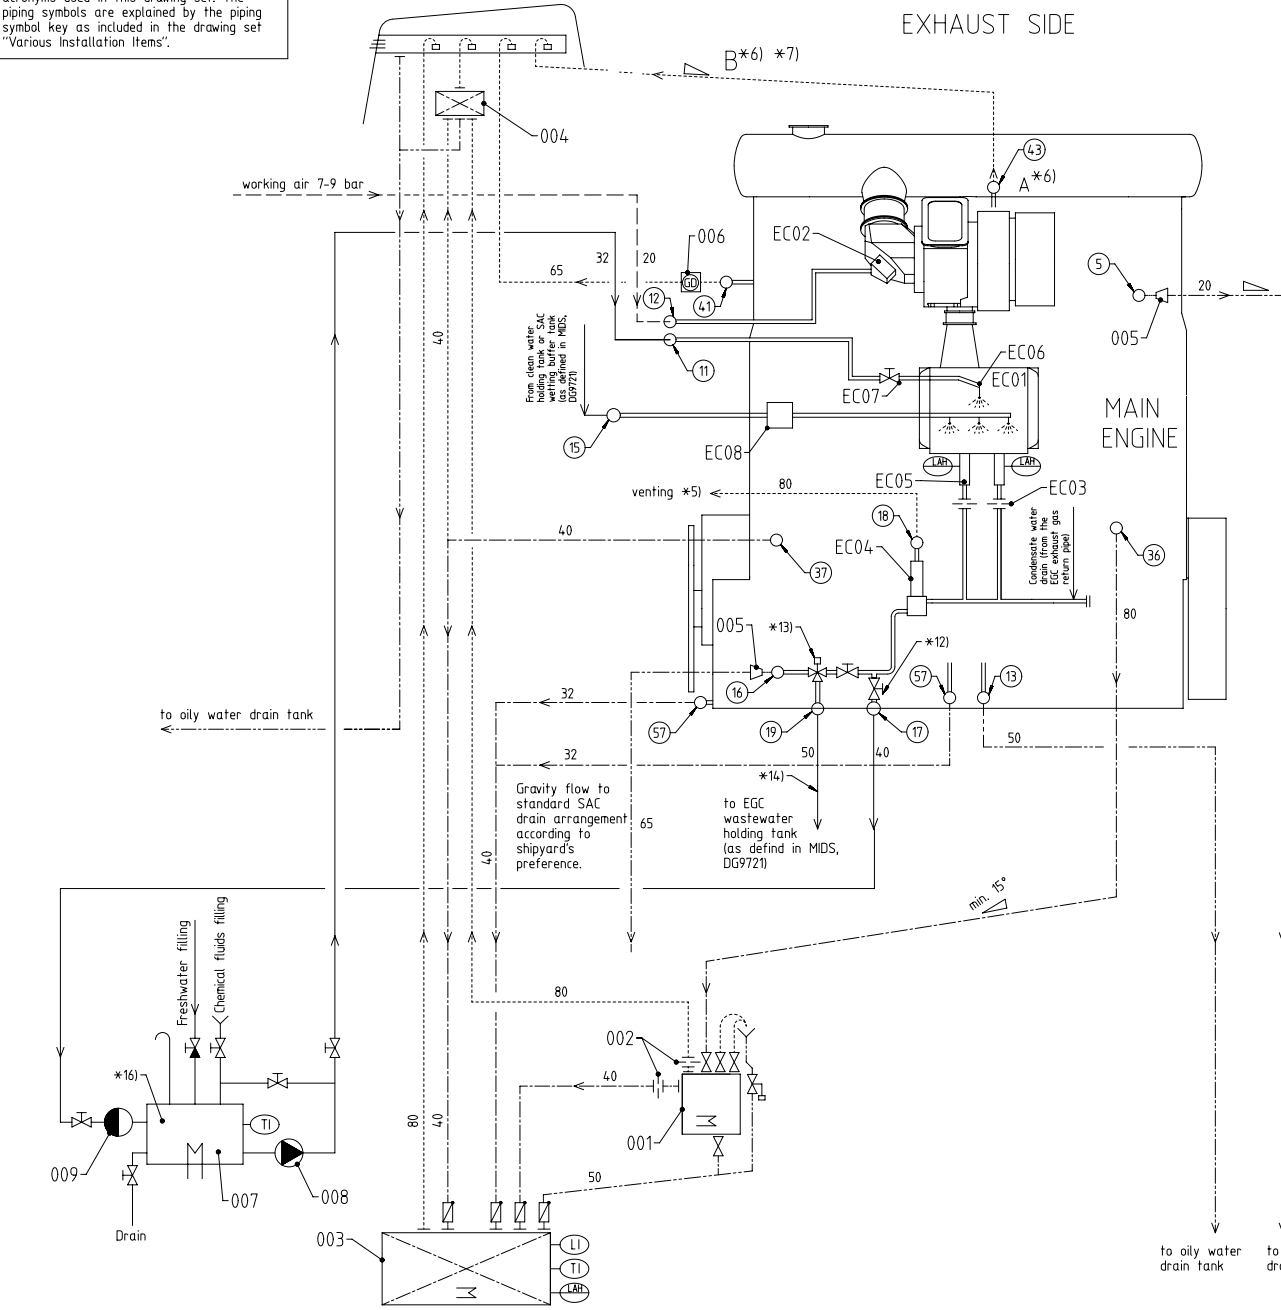 piping symbols are explained by the piping
symbol key as included in the drawing set
"Various Installation Items".
EXHAUST SIDE
B*6) *7)
004
43
A*6)
working air 7-9 bar
006
EC02
32
20
65
GD
5
20
12
41
005
40
11
From clean water
holding tank or SAC
wetting buffer tank
(as defined in MIDS,
DG9721)
EC06
EC01
EC07
MAIN
ENGINE
15
EC08
LAH
LAH
EC05
EC03
venting *5)
80
18
Condensate water
drain (from the
EGC exhaust gas
return pipe)
40
EC04
37
36
80
005
*13)
*12)
16
57
13
32
to oily water drain tank
57
19
17
50
40
50
32
*14)
Gravity flow to
standard SAC
drain arrangement
according to
shipyard's
preference.
65
to EGC
wastewater
holding tank
(as defind in MIDS,
DG9721)
40
min. 15°
Freshwater filling
Chemical fluids filling
80
002
*16)
40
TI
80
40
001
009
007
008
50
Drain
003
LI
TI
LAH
to oily water
drain tank
to